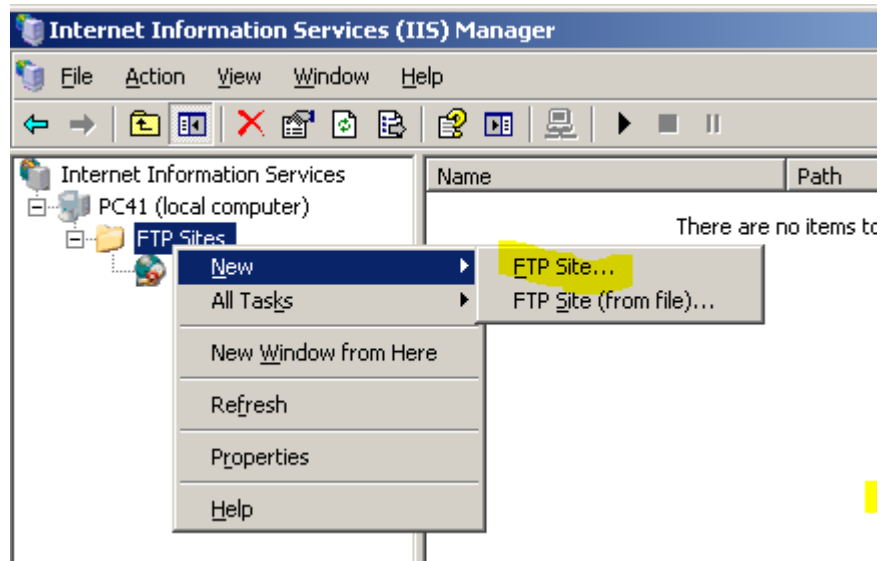 Internet Information Services (IIS) Manager
File Action View Window Help
Internet Information Services
PC41 (local computer)
FTP Sites
Name Path
There are no items to
New
All Tasks
New Window from Here
Refresh
Properties
Help
FTP Site...
FTP Site (from file)...